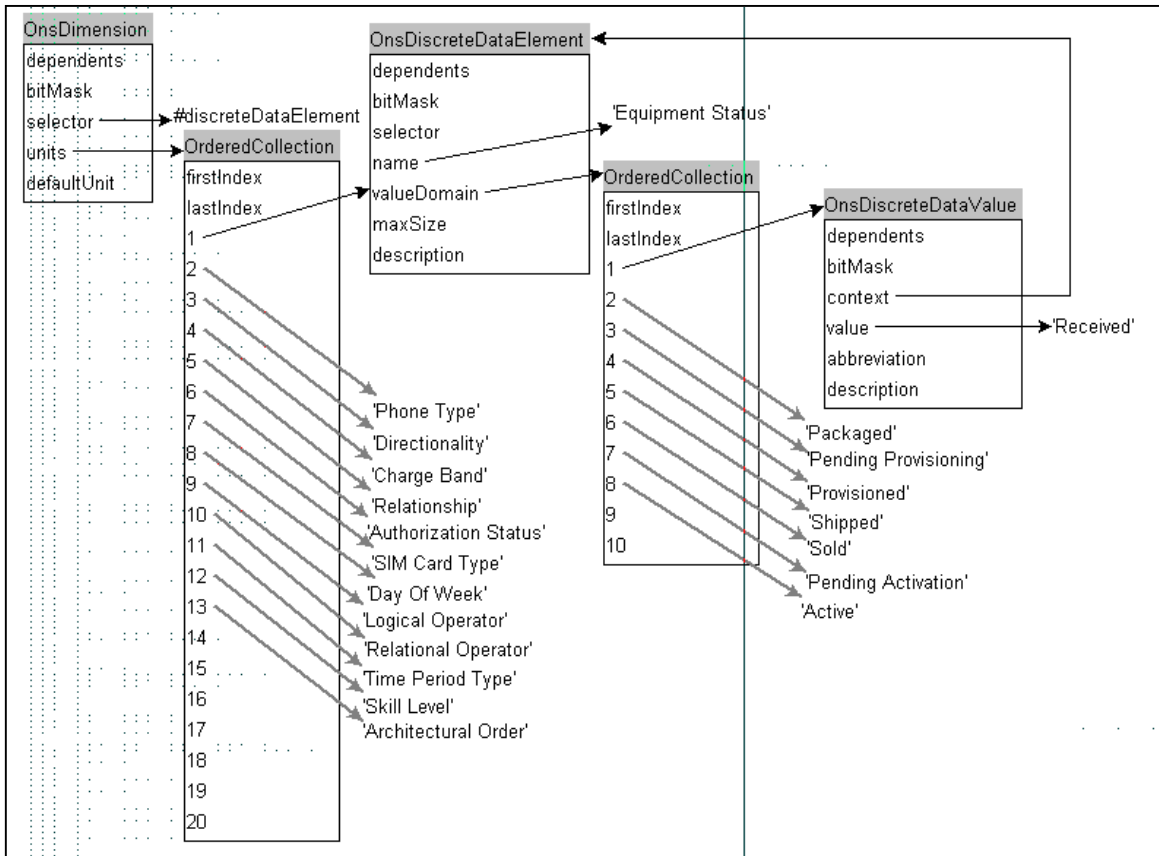 OnsDimension
dependents
bitMask
selector
units
defaultUnit
#discreteDataElement
OrderedCollection
firstIndex
lastIndex
1
2
3
4
5
6
7
8
9
10
11
12
13
14
15
16
17
18
19
20
OnsDiscreteDataElement
dependents
bitMask
selector
name
valueDomain
maxSize
description
'Phone Type'
'Directionality'
'Charge Band'
'Relationship'
'Authorization Status'
'SIM Card Type'
'Day Of Week'
'Logical Operator'
'Relational Operator'
'Time Period Type'
'Skill Level'
'Architectural Order'
'Equipment Status'
OrderedCollection
firstIndex
lastIndex
1
2
3
4
5
6
7
8
9
10
OnsDiscreteDataValue
dependents
bitMask
context
value
abbreviation
description
'Received'
'Packaged'
'Pending Provisioning'
'Provisioned'
'Shipped'
'Sold'
'Pending Activation'
'Active'